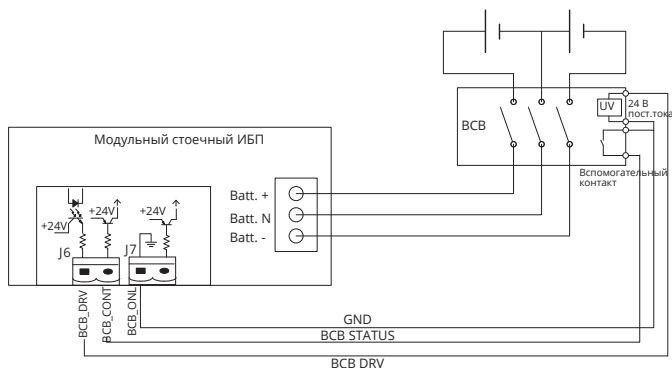 BCB
UV
24 В
пост.тока
Вспомогательный
контакт
Модульный стоечный ИБП
Batt. +
Batt. N
Batt. -
+24V
+24V
+24V
J6
J7
BCB_DRV
BCB_CONT
BCB_ONL
GND
BCB STATUS
BCB DRV